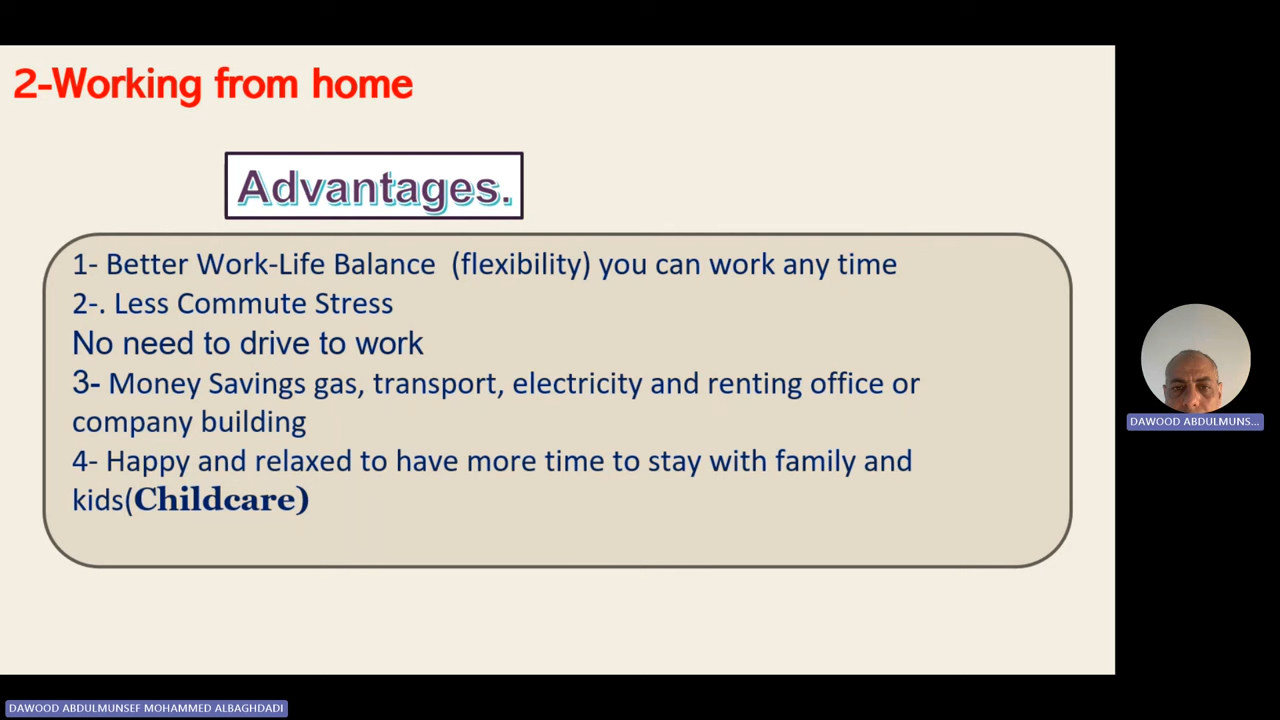 2-Working from home
Advantages.
1- Better Work-Life Balance  (flexibility) you can work any time
2-. Less Commute Stress
No need to drive to work
3- Money Savings gas, transport, electricity and renting office or
company building
4- Happy and relaxed to have more time to stay with family and
kids(Childcare)
DAWOOD ABDULMUNS...
DAWOOD ABDULMUNSEF MOHAMMED ALBAGHDADI